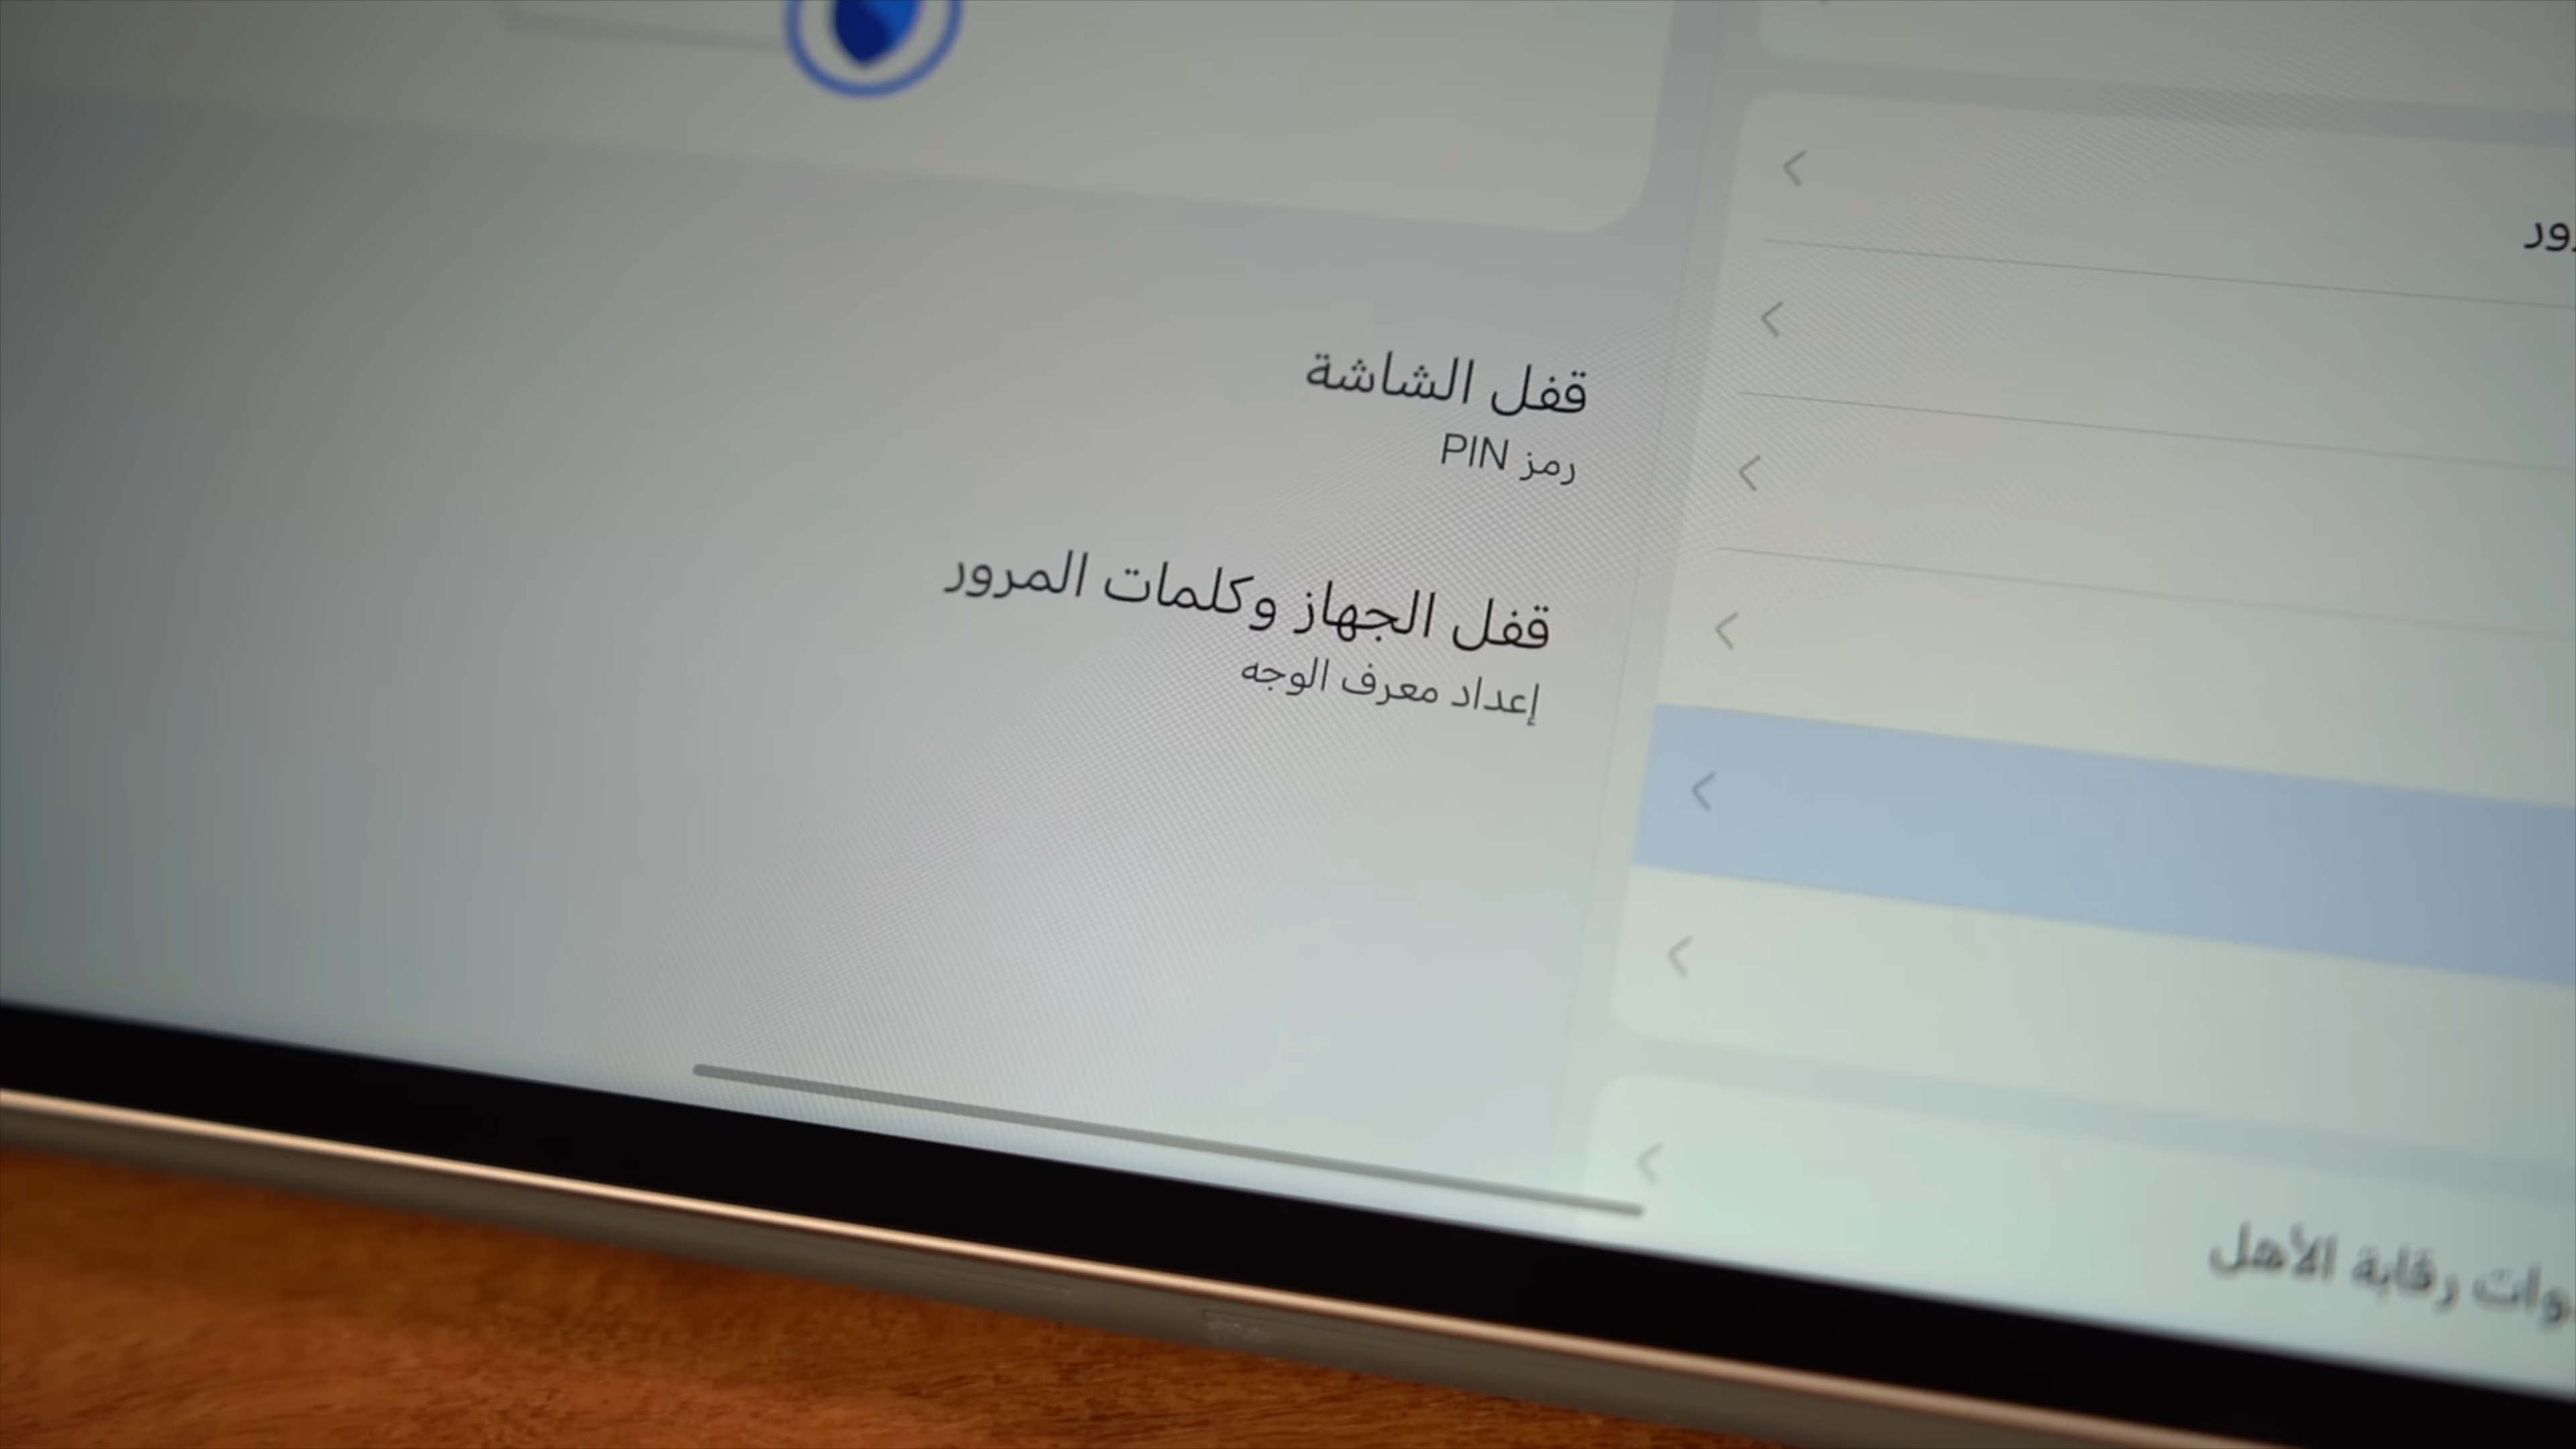 قفل الشاشة
رمز PIN
قفل الجهاز وكلمات المرور
إعداد معرف الوجه
رقابة الأهل